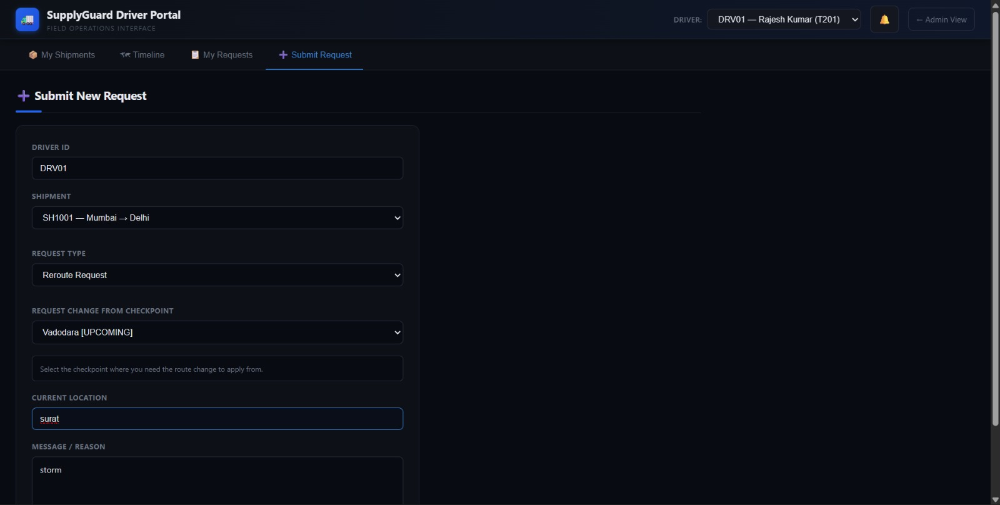 SupplyGuard Driver Portal
FIELD OPERATIONS INTERFACE
DRIVER:
DRV01 — Rajesh Kumar (T201)
← Admin View
My Shipments
Timeline
My Requests
Submit Request
Submit New Request
DRIVER ID
DRV01
SHIPMENT
SH1001 — Mumbai → Delhi
REQUEST TYPE
Reroute Request
REQUEST CHANGE FROM CHECKPOINT
Vadodara [UPCOMING]
Select the checkpoint where you need the route change to apply from.
CURRENT LOCATION
surat
MESSAGE / REASON
storm